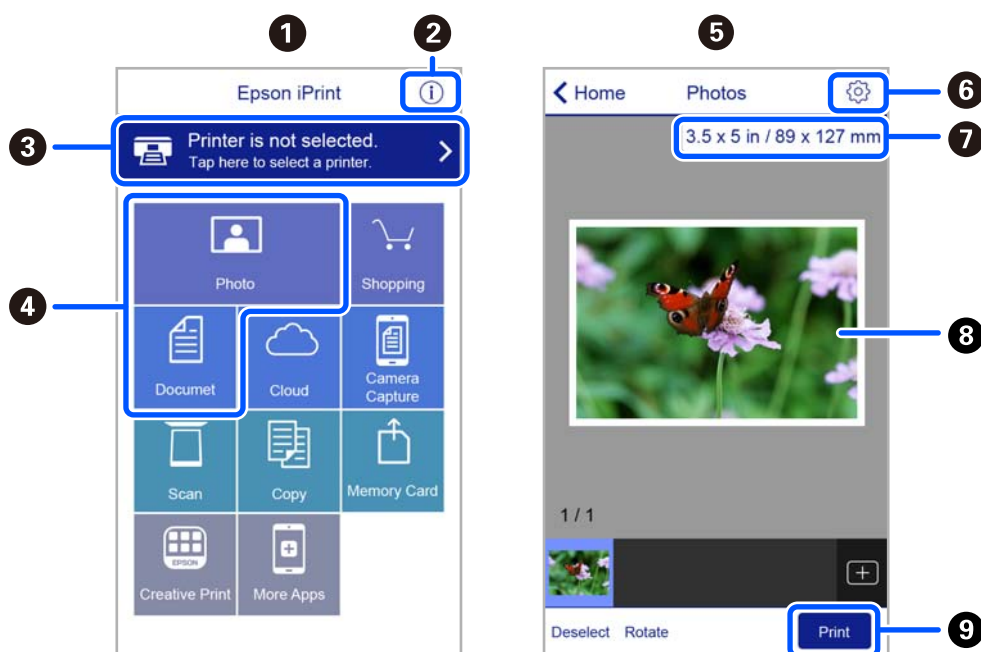 1
2
5
Epson iPrint
Home
Photos
6
3
Printer is not selected.
Tap here to select a printer.
3.5 x 5 in / 89 x 127 mm
7
4
Photo
Shopping
8
Documet
Cloud
Camera
Capture
Scan
Copy
Memory Card
1 / 1
EPSON
Creative Print
More Apps
Deselect
Rotate
Print
9